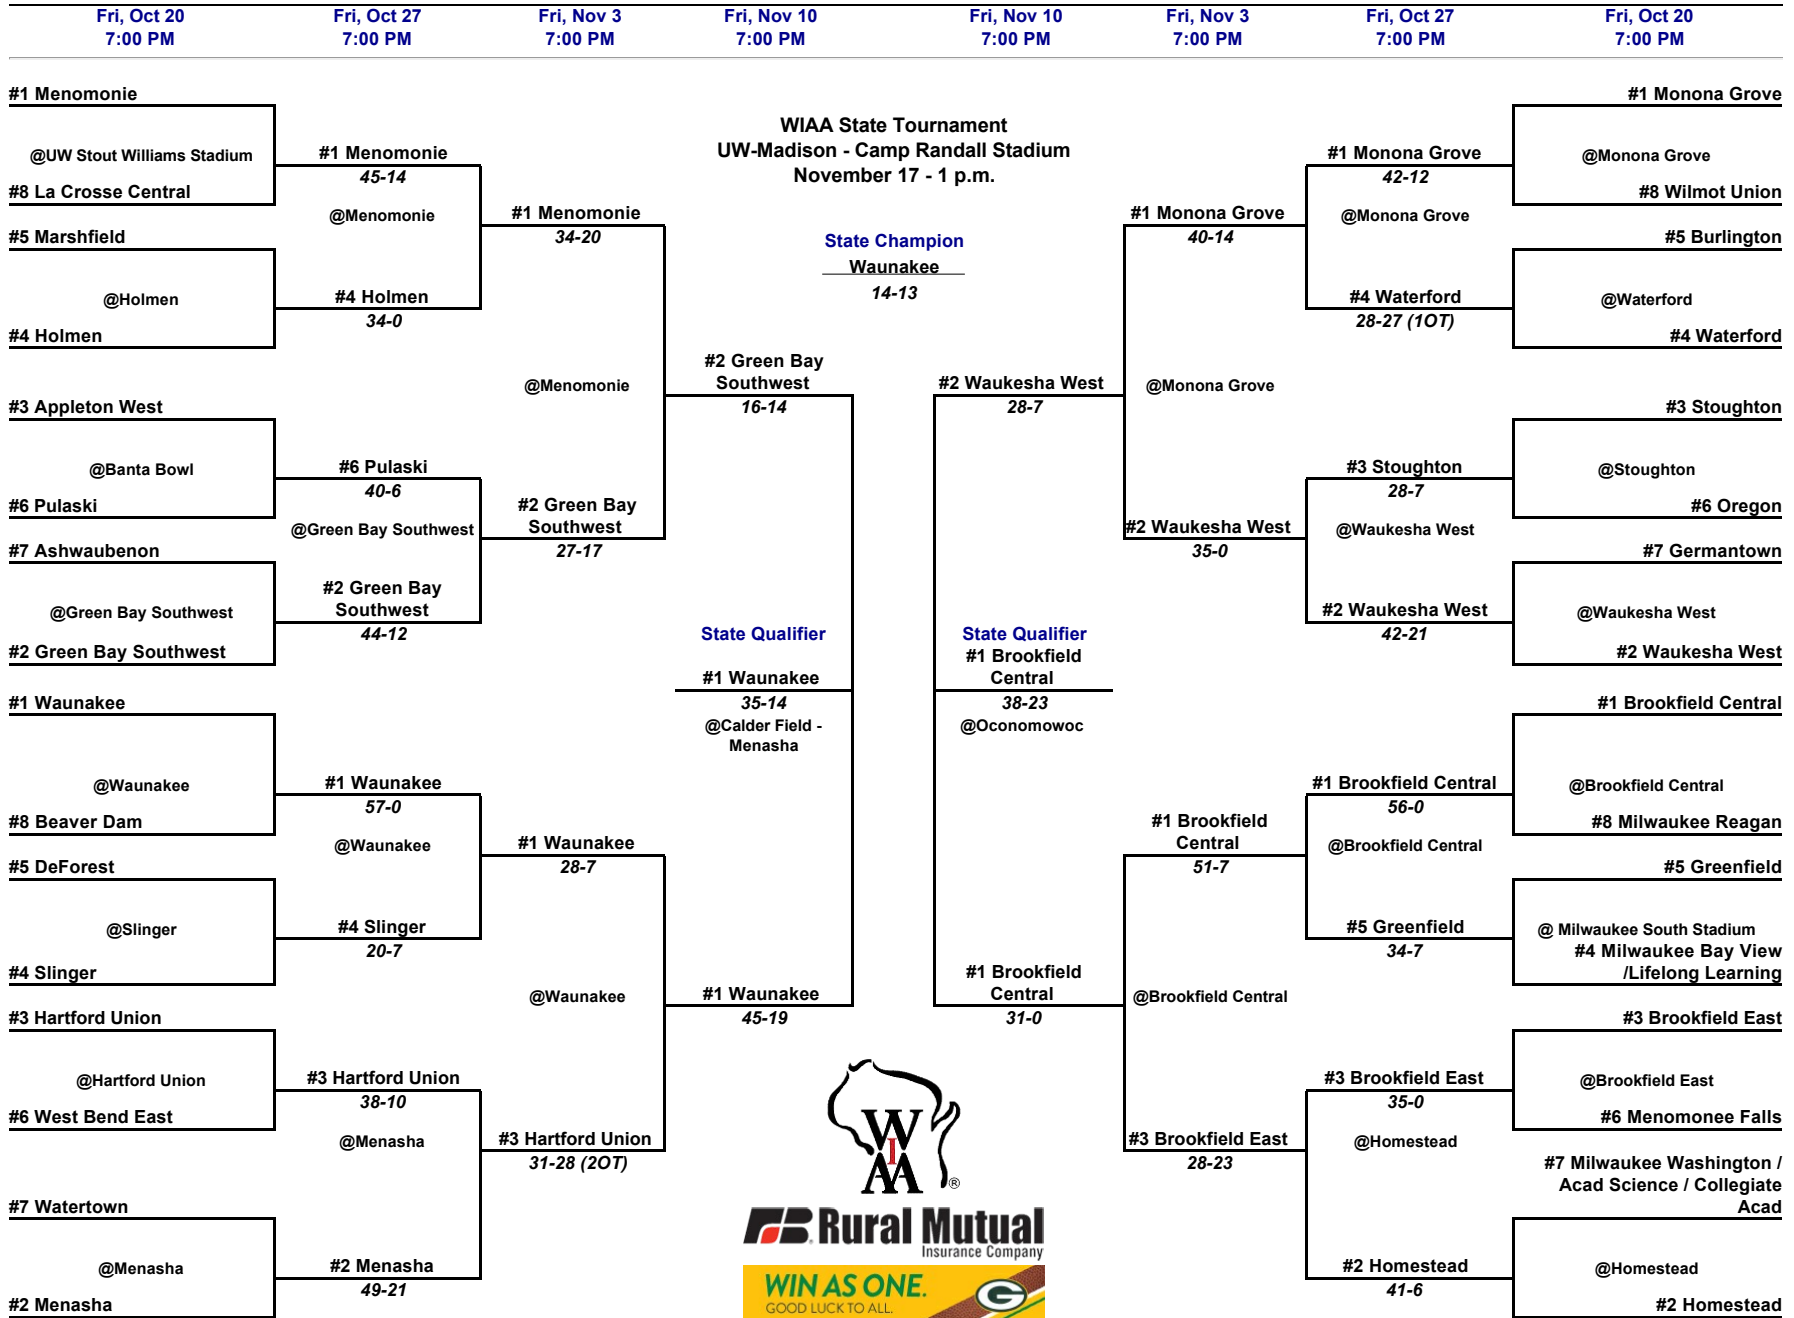 Fri, Oct 20
7:00 PM
Fri, Oct 27
7:00 PM
Fri, Nov 3
7:00 PM
Fri, Nov 10
7:00 PM
Fri, Nov 10
7:00 PM
Fri, Nov 3
7:00 PM
Fri, Oct 27
7:00 PM
Fri, Oct 20
7:00 PM
#1 Menomonie
@UW Stout Williams Stadium
#8 La Crosse Central
#5 Marshfield
@Holmen
#4 Holmen
#3 Appleton West
@Banta Bowl
#6 Pulaski
#7 Ashwaubenon
@Green Bay Southwest
#2 Green Bay Southwest
#1 Waunakee
@Waunakee
#8 Beaver Dam
#5 DeForest
@Slinger
#4 Slinger
#3 Hartford Union
@Hartford Union
#6 West Bend East
#7 Watertown
@Menasha
#2 Menasha
#1 Menomonie
45-14
@Menomonie
#4 Holmen
34-0
#6 Pulaski
40-6
@Green Bay Southwest
#2 Green Bay
Southwest
44-12
#1 Waunakee
57-0
@Waunakee
#4 Slinger
20-7
#3 Hartford Union
38-10
@Menasha
#2 Menasha
49-21
#1 Menomonie
34-20
@Menomonie
#2 Green Bay
Southwest
27-17
#1 Waunakee
28-7
@Waunakee
#3 Hartford Union
31-28 (2OT)
#2 Green Bay
Southwest
16-14
State Qualifier
#1 Waunakee
35-14
@Calder Field -
Menasha
#1 Waunakee
45-19
WIAA State Tournament
UW-Madison - Camp Randall Stadium
November 17 - 1 p.m.
State Champion
Waunakee
14-13
#2 Waukesha West
28-7
State Qualifier
#1 Brookfield
Central
38-23
@Oconomowoc
#1 Brookfield
Central
31-0
#1 Monona Grove
40-14
@Monona Grove
#2 Waukesha West
35-0
#1 Brookfield
Central
51-7
@Brookfield Central
#3 Brookfield East
28-23
#1 Monona Grove
42-12
@Monona Grove
#4 Waterford
28-27 (1OT)
#3 Stoughton
28-7
@Waukesha West
#2 Waukesha West
42-21
#1 Brookfield Central
56-0
@Brookfield Central
#5 Greenfield
34-7
#3 Brookfield East
35-0
@Homestead
#2 Homestead
41-6
#1 Monona Grove
@Monona Grove
#8 Wilmot Union
#5 Burlington
@Waterford
#4 Waterford
#3 Stoughton
@Stoughton
#6 Oregon
#7 Germantown
@Waukesha West
#2 Waukesha West
#1 Brookfield Central
@Brookfield Central
#8 Milwaukee Reagan
#5 Greenfield
@ Milwaukee South Stadium
#4 Milwaukee Bay View
/Lifelong Learning
#3 Brookfield East
@Brookfield East
#6 Menomonee Falls
#7 Milwaukee Washington /
Acad Science / Collegiate
Acad
@Homestead
#2 Homestead
W
I
AA
®
FB Rural Mutual
Insurance Company
WIN AS ONE.
GOOD LUCK TO ALL.
G